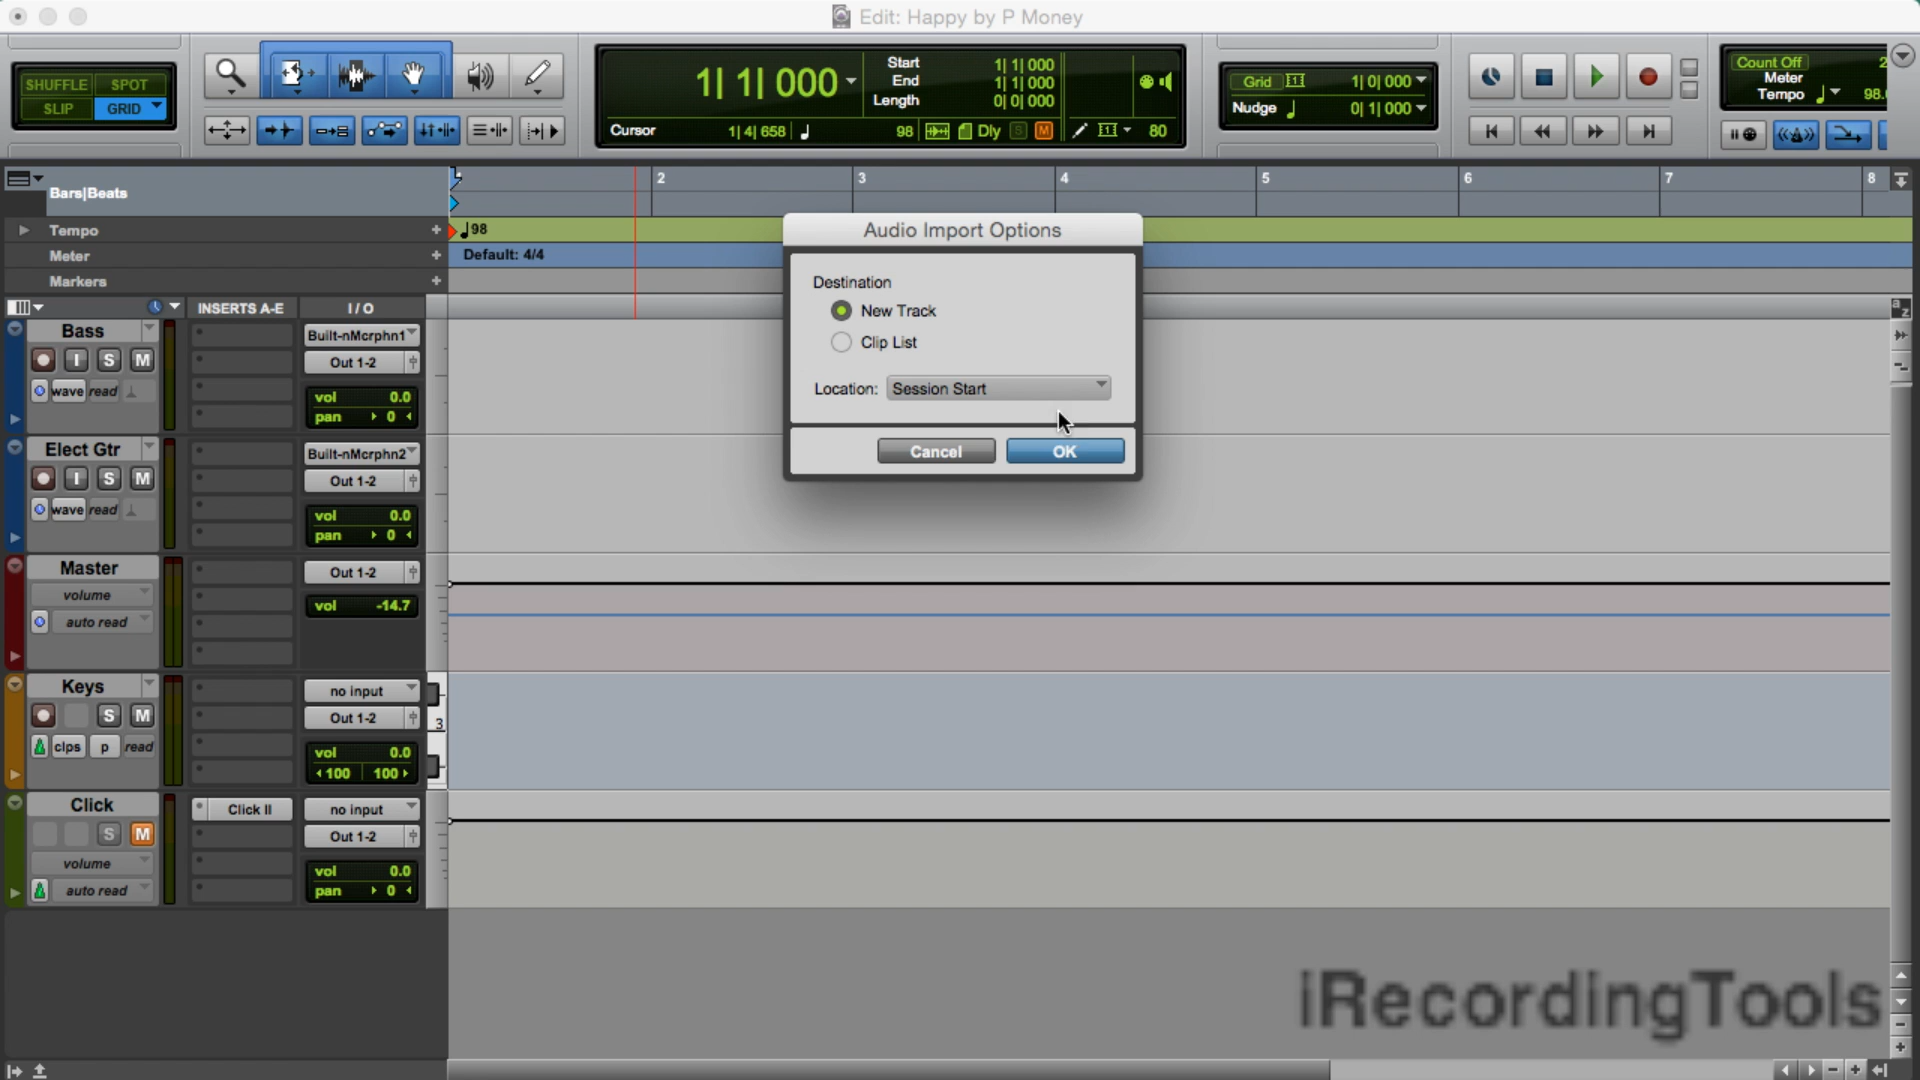 Edit: Happy by P Money
SHUFFLE SPOT
SLIP GRID
1| 1| 000
Start 1| 1| 000
End 1| 1| 000
Length 0| 0| 000
Cursor 1| 4| 658 98 Dly S M 80
Grid 1| 0| 000
Nudge 0| 1| 000
Count Off 2
Meter
Tempo 98.
Bars|Beats
2 3 4 5 6 7 8
Tempo
98
Meter
Default: 4/4
Markers
INSERTS A-E I / O
Audio Import Options
Destination
New Track
Clip List
Location: Session Start
Cancel OK
Bass
Built-nMcrphn1
I S M
Out 1-2
wave read
vol 0.0
pan 0
Elect Gtr
Built-nMcrphn2
I S M
Out 1-2
wave read
vol 0.0
pan 0
Master
Out 1-2
volume
vol -14.7
auto read
Keys
no input
S M
Out 1-2
3
clps p read
vol 0.0
100 100
Click
Click II
no input
S M
Out 1-2
volume
vol 0.0
auto read
pan 0
a
z
iRecordingTools